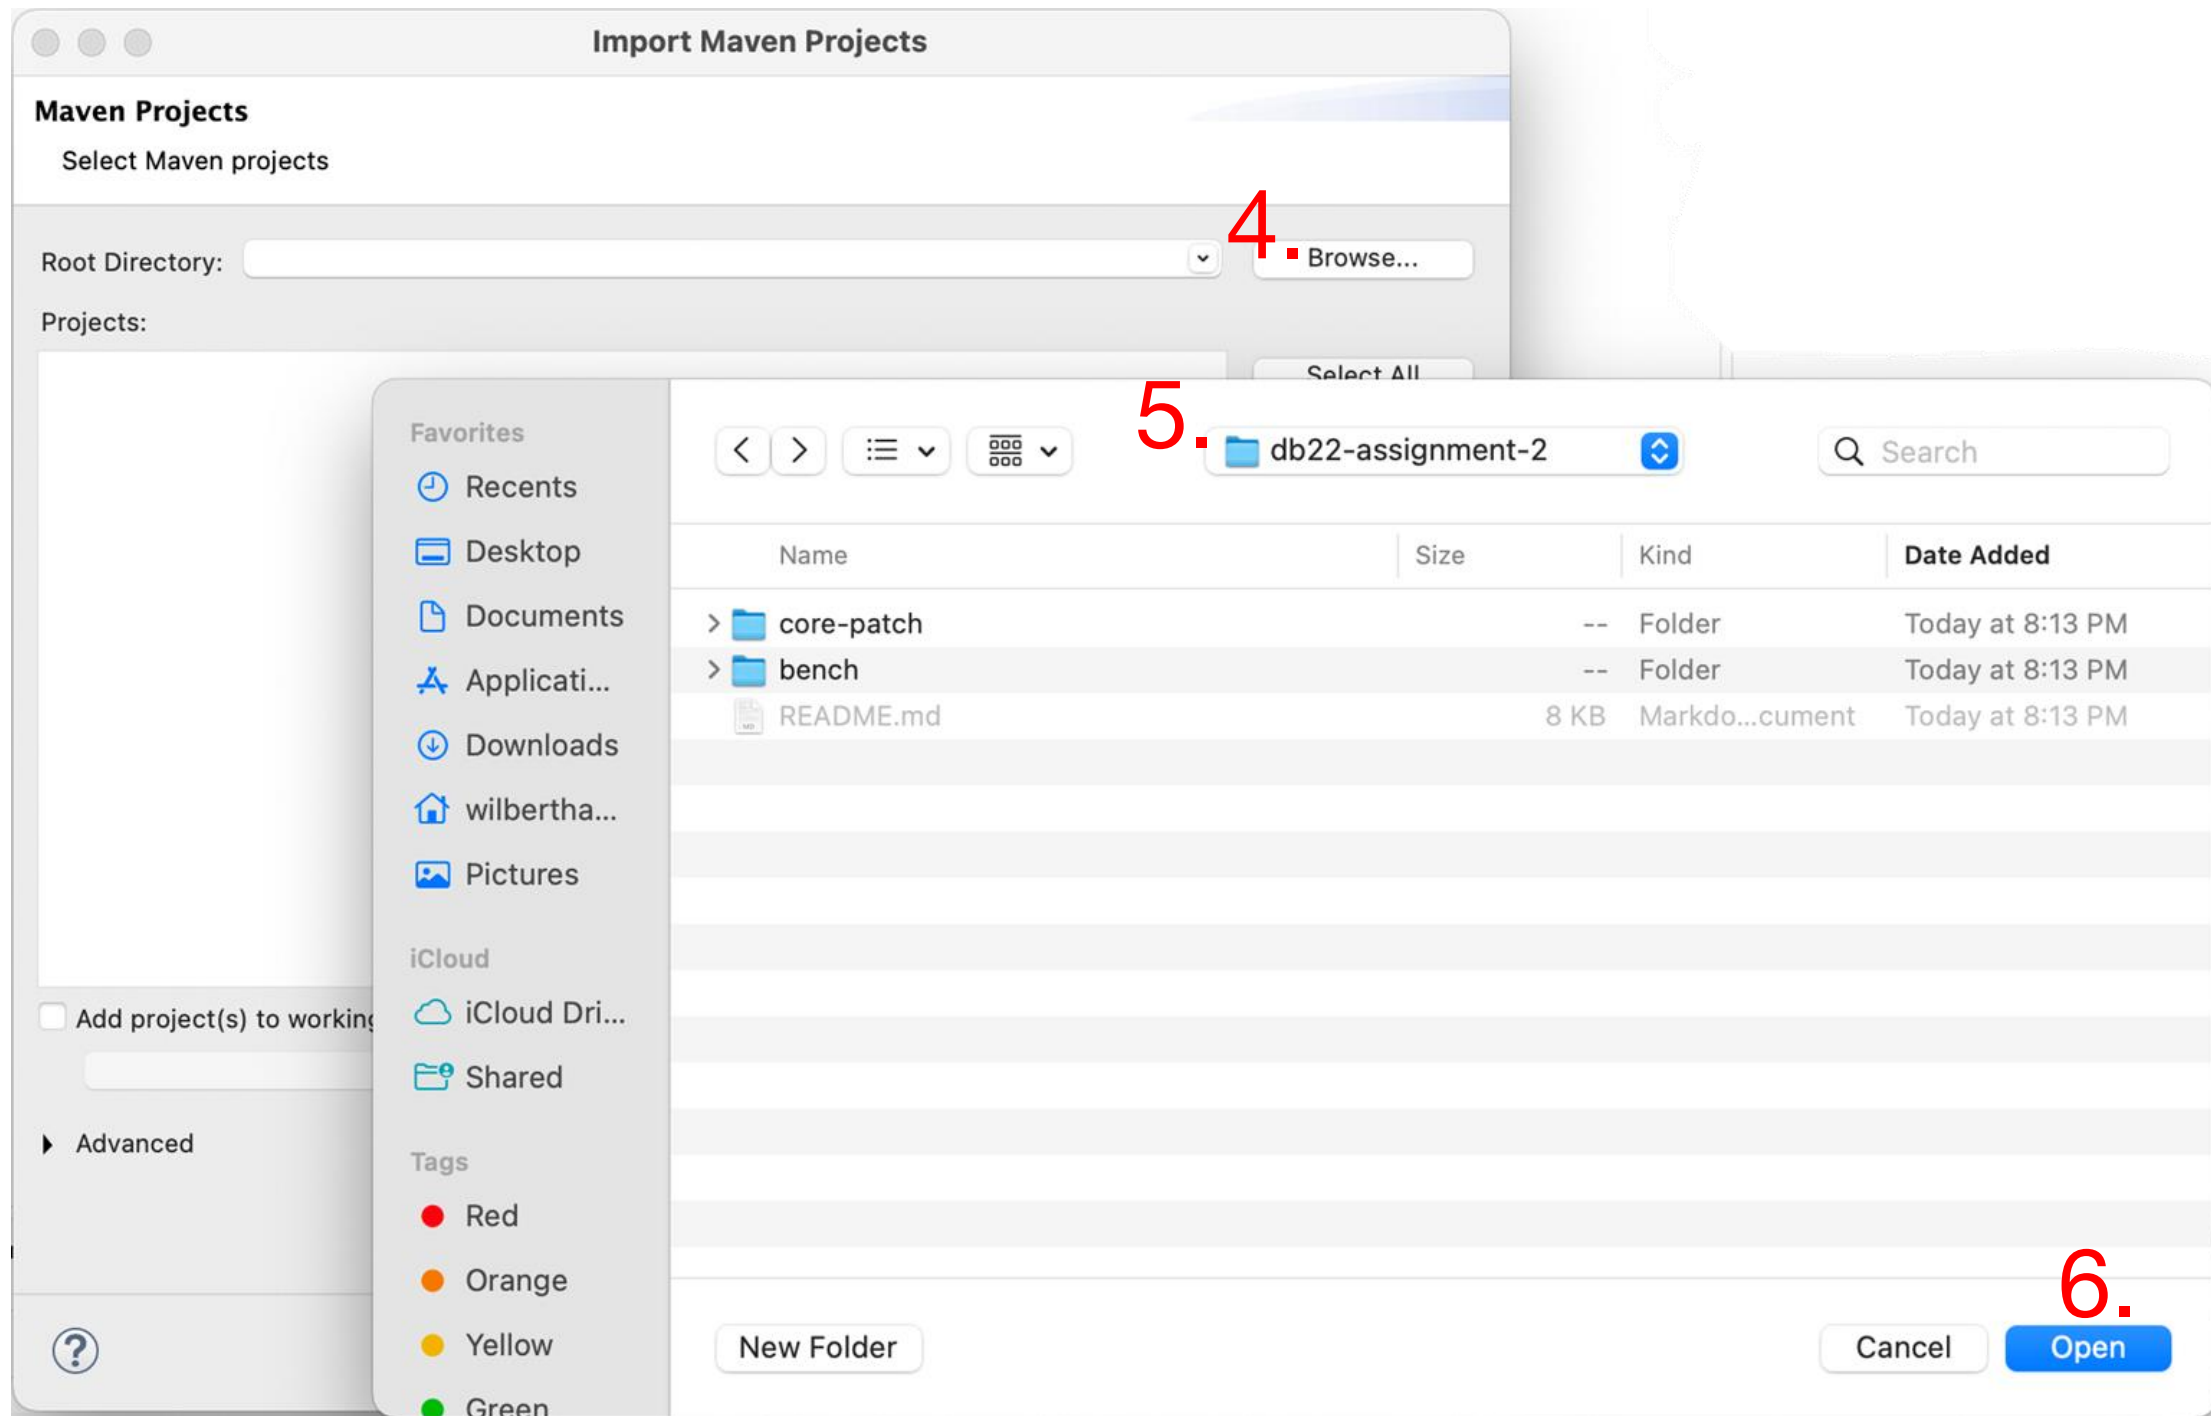 Import Maven Projects
Maven Projects
Select Maven projects
4.
Root Directory:
Browse...
Projects:
Select All
5.
db22-assignment-2
Search
Favorites
Recents
Desktop
Documents
Applicati...
Downloads
wilbertha...
Pictures
iCloud
iCloud Dri...
Shared
Tags
Red
Orange
Yellow
Green
Name Size Kind Date Added
core-patch -- Folder Today at 8:13 PM
bench -- Folder Today at 8:13 PM
README.md 8 KB Markdo...cument Today at 8:13 PM
Add project(s) to working
Advanced
6.
?
New Folder
Cancel
Open